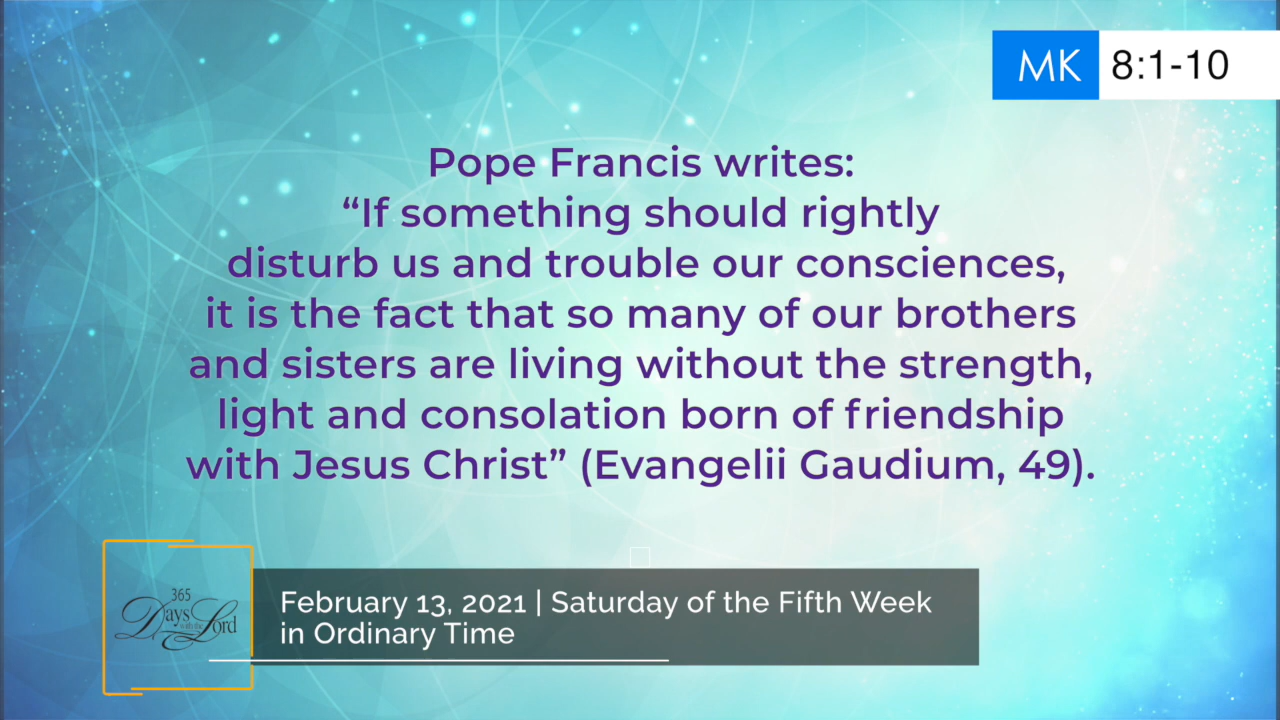 MK 8:1-10
Pope Francis writes:
“If something should rightly
disturb us and trouble our consciences,
it is the fact that so many of our brothers
and sisters are living without the strength,
light and consolation born of friendship
with Jesus Christ” (Evangelii Gaudium, 49).
365
Days with the Lord
February 13, 2021 | Saturday of the Fifth Week
in Ordinary Time